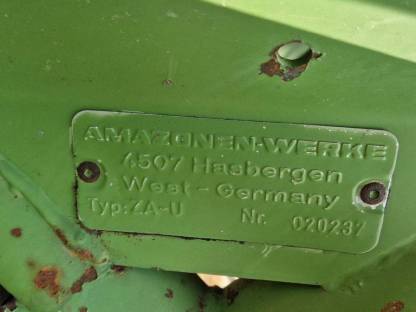 AMAZONEN-WERKE
4507 Hasbergen
West - Germany
Typ: ZA-U Nr. 020237